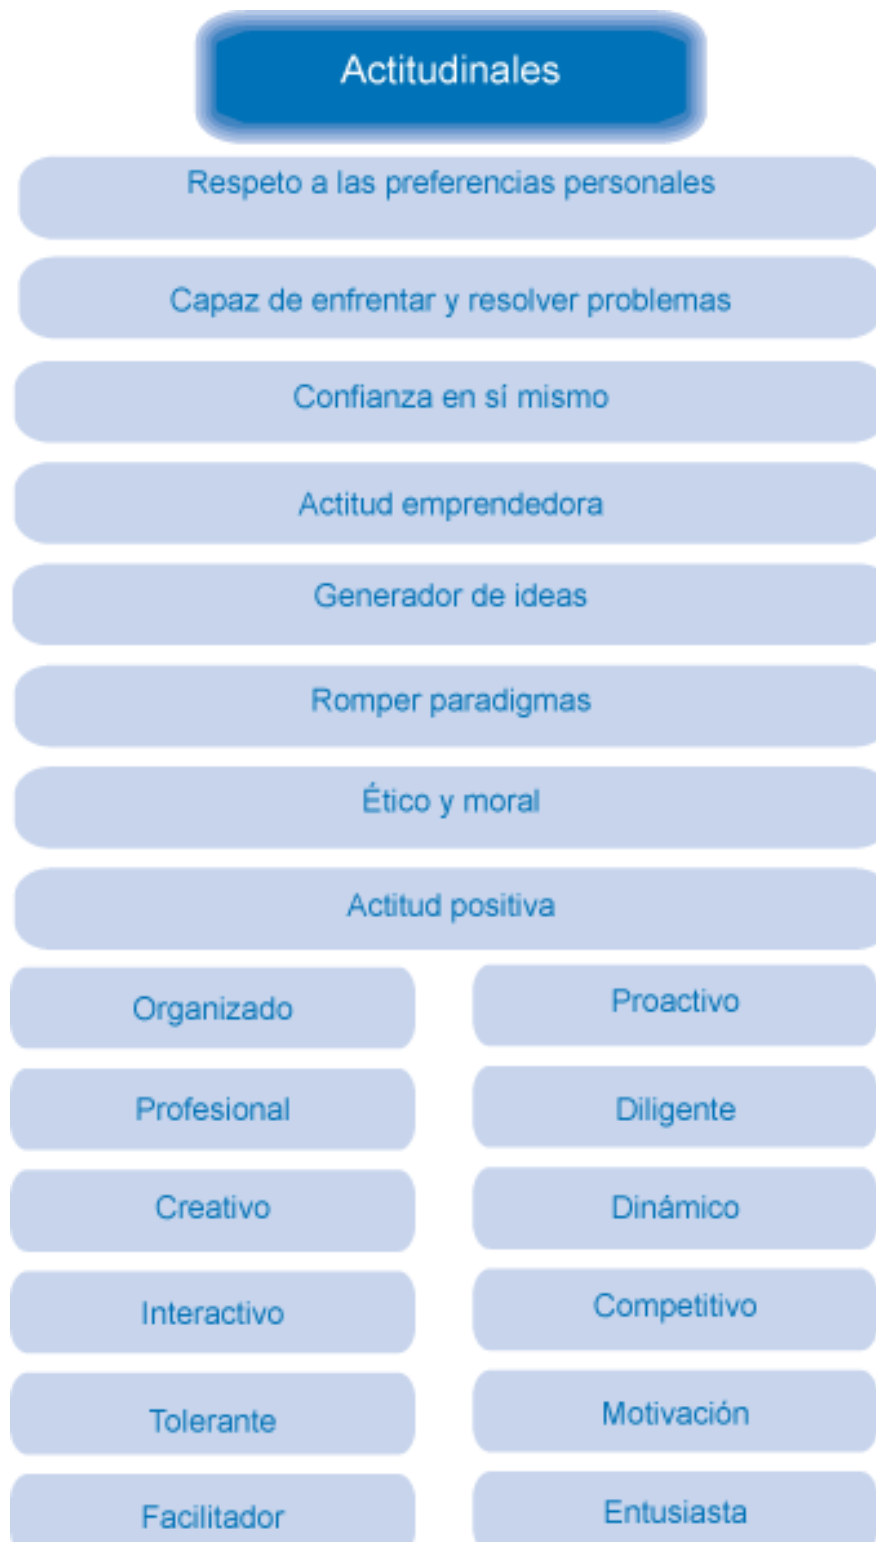 Actitudinales
Respeto a las preferencias personales
Capaz de enfrentar y resolver problemas
Confianza en sí mismo
Actitud emprendedora
Generador de ideas
Romper paradigmas
Ético y moral
Actitud positiva
Organizado
Proactivo
Profesional
Diligente
Creativo
Dinámico
Interactivo
Competitivo
Tolerante
Motivación
Facilitador
Entusiasta